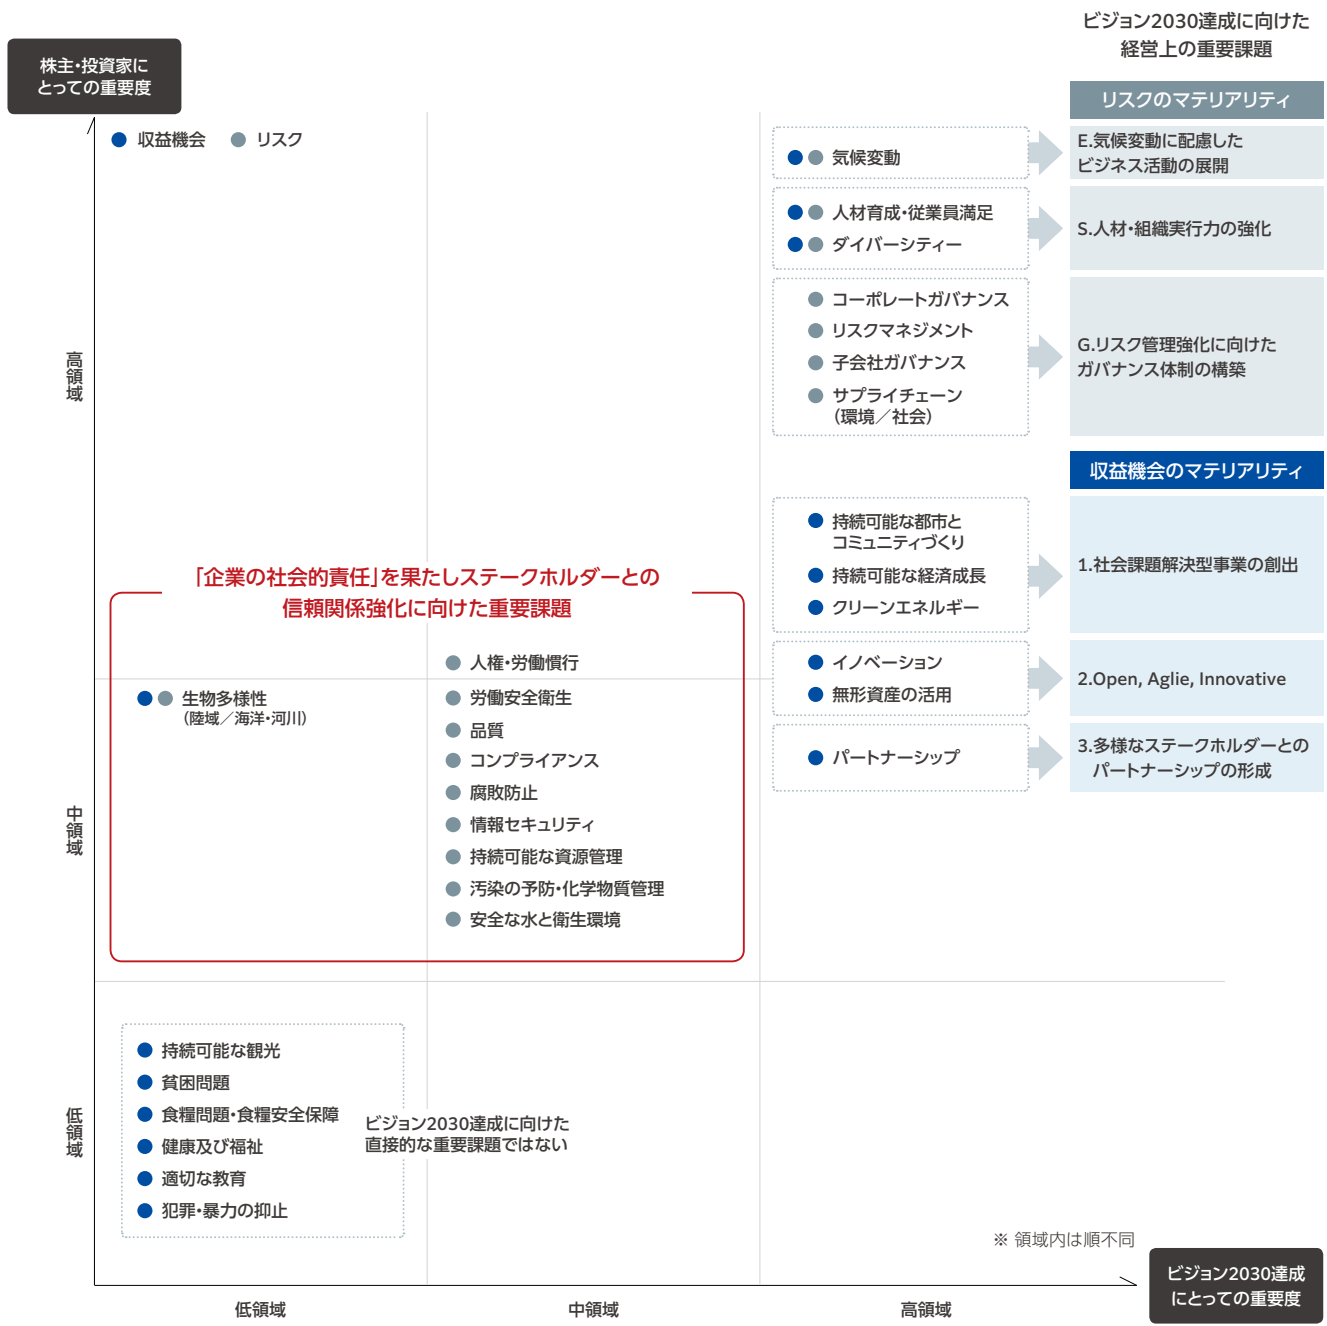 ビジョン2030達成に向けた
経営上の重要課題
株主・投資家に
とっての重要度
収益機会
リスク
リスクのマテリアリティ
気候変動
E.気候変動に配慮した
ビジネス活動の展開
人材育成・従業員満足
ダイバーシティー
S.人材・組織実行力の強化
コーポレートガバナンス
リスクマネジメント
子会社ガバナンス
サプライチェーン
（環境／社会）
G.リスク管理強化に向けた
ガバナンス体制の構築
高領域
収益機会のマテリアリティ
持続可能な都市と
コミュニティづくり
持続可能な経済成長
クリーンエネルギー
1.社会課題解決型事業の創出
「企業の社会的責任」を果たしステークホルダーとの
信頼関係強化に向けた重要課題
イノベーション
無形資産の活用
2.Open, Aglie, Innovative
パートナーシップ
3.多様なステークホルダーとの
パートナーシップの形成
生物多様性
（陸域／海洋・河川）
人権・労働慣行
労働安全衛生
品質
コンプライアンス
腐敗防止
情報セキュリティ
持続可能な資源管理
汚染の予防・化学物質管理
安全な水と衛生環境
中領域
持続可能な観光
貧困問題
食糧問題・食糧安全保障
健康及び福祉
適切な教育
犯罪・暴力の抑止
ビジョン2030達成に向けた
直接的な重要課題ではない
低領域
※ 領域内は順不同
低領域
中領域
高領域
ビジョン2030達成
にとっての重要度